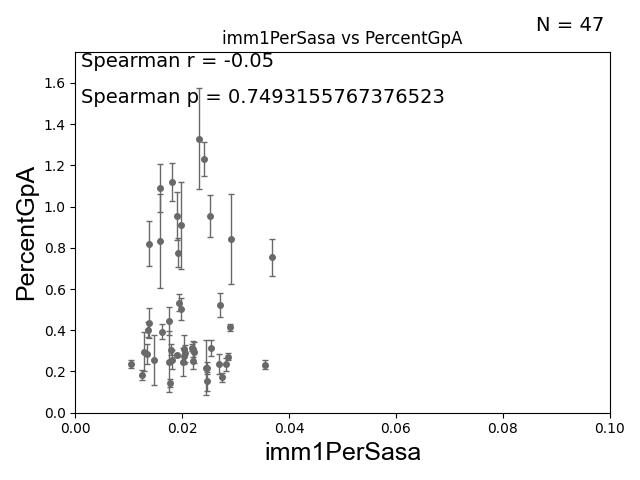 N = 47
imm1PerSasa vs PercentGpA
Spearman r = -0.05
Spearman p = 0.7493155767376523
PercentGpA
1.6
1.4
1.2
1.0
0.8
0.6
0.4
0.2
0.0
0.00 0.02 0.04 0.06 0.08 0.10
imm1PerSasa